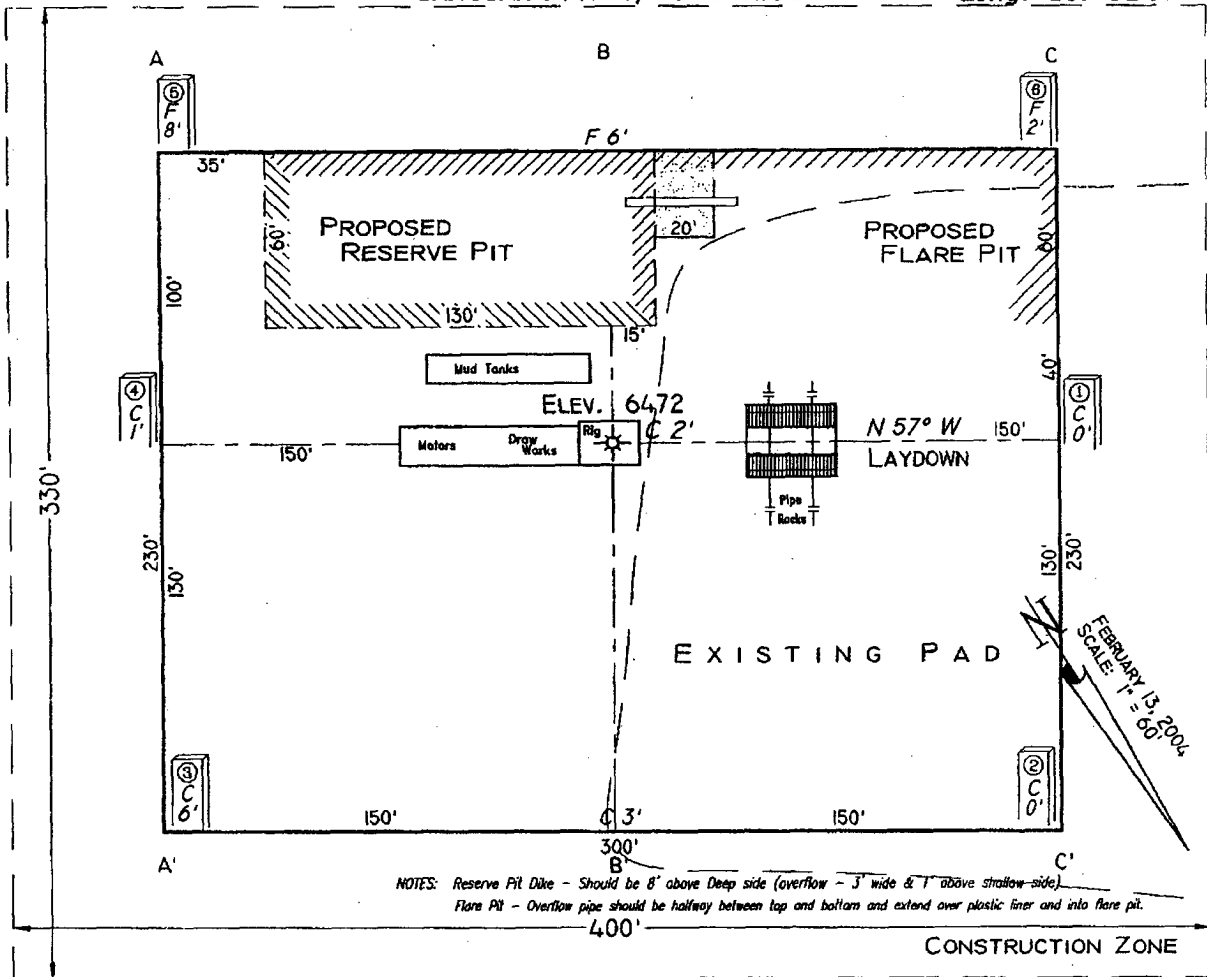 A
B
C
⑤
F
8'
F 6'
⑥
F
2'
35'
PROPOSED
RESERVE PIT
60'
20'
PROPOSED
FLARE PIT
60'
100'
130'
15'
40'
Mud Tanks
④
C
1'
ELEV. 6472
①
C
0'
Rig
C 2'
Motors
Draw
Works
N 57° W
150'
150'
LAYDOWN
330'
Pipe
Racks
230'
130'
130'
230'
N
FEBRUARY 13, 2004
SCALE: 1" = 60'
EXISTING PAD
③
C
6'
②
C
0'
150'
C 3'
150'
300'
A'
B'
C'
NOTES: Reserve Pit Dike - Should be 8' above Deep side (overflow - 3' wide & 1' above shallow side)
Flare Pit - Overflow pipe should be halfway between top and bottom and extend over plastic liner and into flare pit.
400'
CONSTRUCTION ZONE